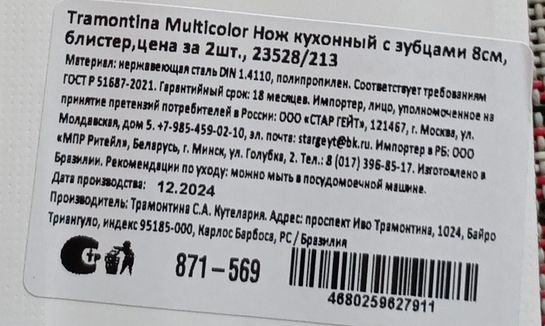 Tramontina Multicolor Нож кухонный с зубцами 8см,
блистер,цена за 2шт., 23528/213
Материал: нержавеющая сталь DIN 1.4110, полипропилен. Соответствует требованиям
ГОСТ Р 51687-2021. Гарантийный срок: 18 месяцев. Импортер, лицо, уполномоченное на
принятие претензий потребителей в России: ООО «СТАР ГЕЙТ», 121467, г. Москва, ул.
Молдавская, дом 5. +7-985-459-02-10, эл. почта: stargeyt@bk.ru. Импортер в РБ: ООО
«МПР Ритейл», Беларусь, г. Минск, ул. Голубка, 2. Тел.: 8 (017) 396-85-17. Изготовлено в
Бразилии. Рекомендации по уходу: можно мыть в посудомоечной машине.
Дата производства: 12.2024
Производитель: Трамонтина С.А. Кутелария. Адрес: проспект Иво Трамонтина, 1024, Байро
Триангуло, индекс 95185-000, Карлос Барбоса, РС / Бразилия
871-569
4680259627911